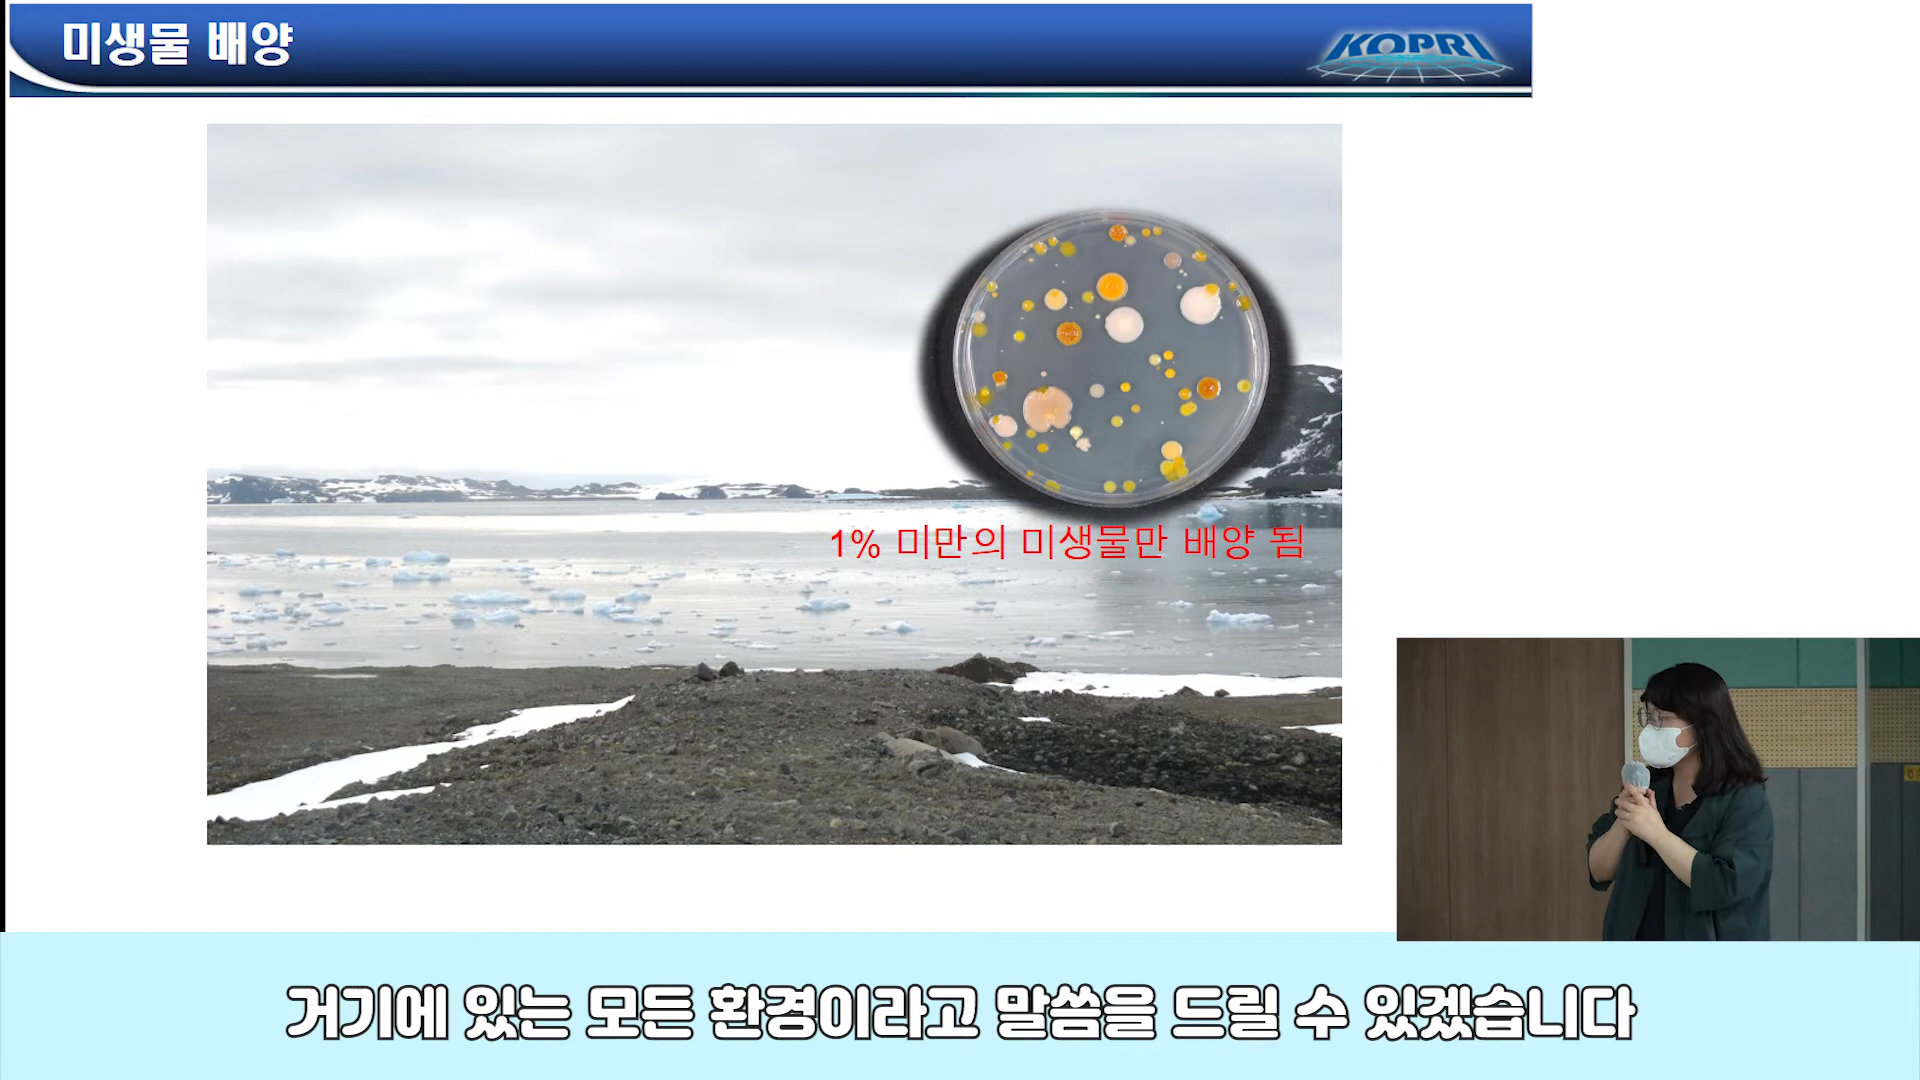 미생물 배양
KOPRI
1% 미만의 미생물만 배양 됨
거기에 있는 모든 환경이라고 말씀을 드릴 수 있겠습니다